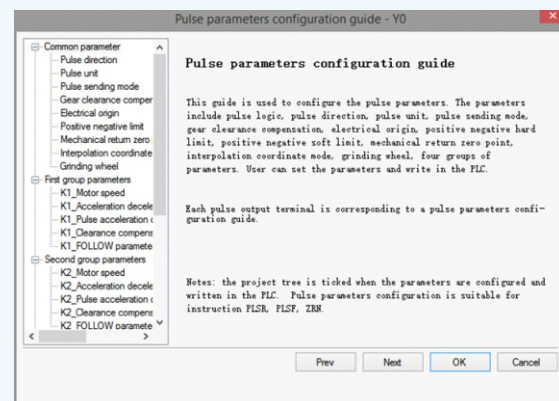 Pulse parameters configuration guide - Y0
Common parameter
Pulse direction
Pulse unit
Pulse sending mode
Gear clearance comper
Electrical origin
Positive negative limit
Mechanical return zero
Interpolation coordinate
Grinding wheel
First group parameters
K1_Motor speed
K1_Acceleration decele
K1_Pulse acceleration c
K1_Clearance compens
K1_FOLLOW paramete
Second group parameters
K2_Motor speed
K2_Acceleration decele
K2_Pulse acceleration c
K2_Clearance compens
K2_FOLLOW paramete
Pulse parameters configuration guide
This guide is used to configure the pulse parameters. The parameters
include pulse logic, pulse direction, pulse unit, pulse sending mode,
gear clearance compensation, electrical origin, positive negative hard
limit, positive negative soft limit, mechanical return zero point,
interpolation coordinate mode, grinding wheel, four groups of
parameters. User can set the parameters and write in the PLC.
Each pulse output terminal is corresponding to a pulse parameters confi-
guration guide.
Notes: the project tree is ticked when the parameters are configured and
written in the PLC. Pulse parameters configuration is suitable for
instruction PLSR, PLSF, ZRN.
Prev
Next
OK
Cancel